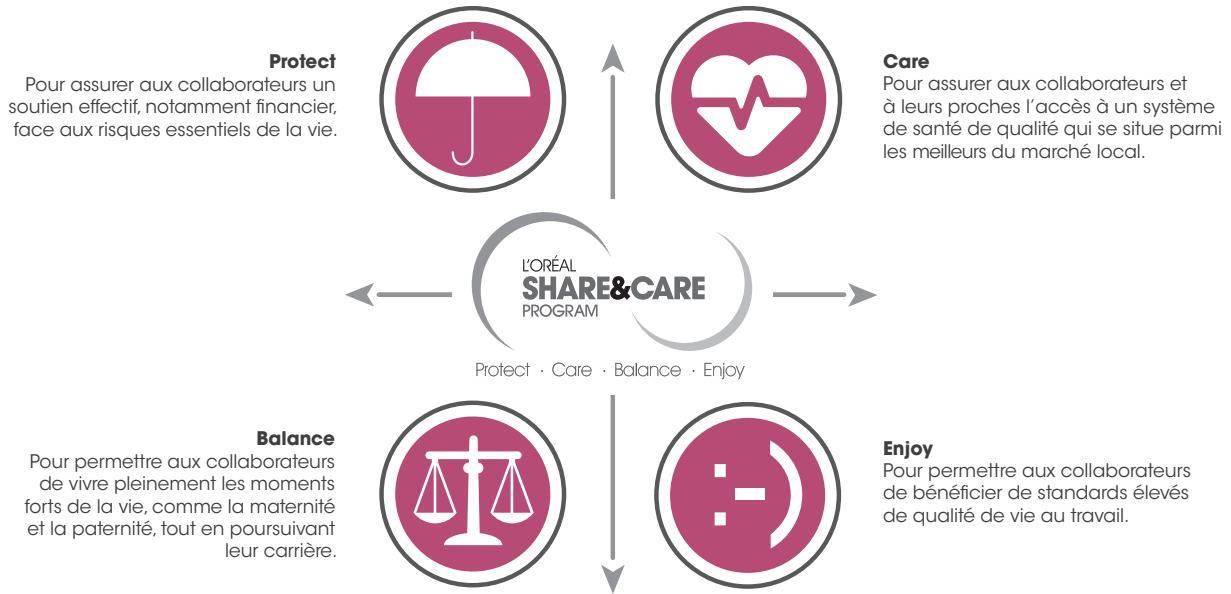 Protect
Pour assurer aux collaborateurs un
soutien effectif, notamment financier,
face aux risques essentiels de la vie.
Care
Pour assurer aux collaborateurs et
à leurs proches l’accès à un système
de santé de qualité qui se situe parmi
les meilleurs du marché local.
L’ORÉAL
SHARE&CARE
PROGRAM
Protect · Care · Balance · Enjoy
Balance
Pour permettre aux collaborateurs
de vivre pleinement les moments
forts de la vie, comme la maternité
et la paternité, tout en poursuivant
leur carrière.
Enjoy
Pour permettre aux collaborateurs
de bénéficier de standards élevés
de qualité de vie au travail.